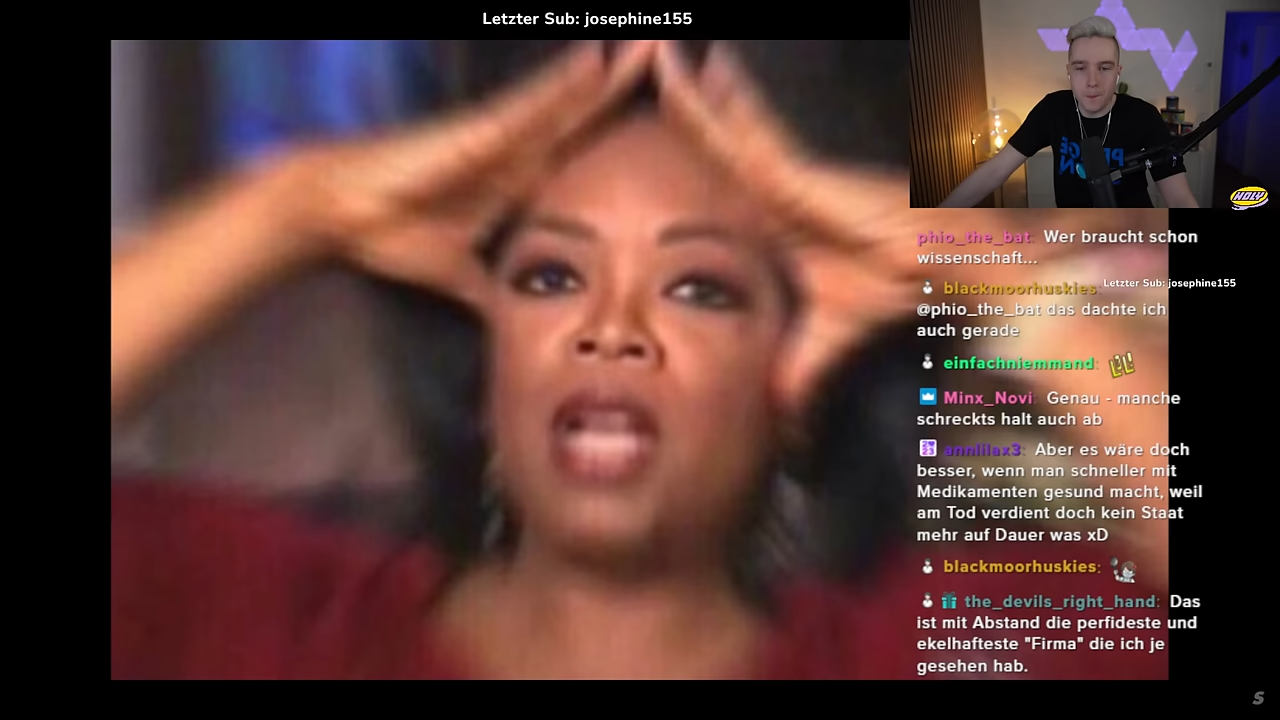 Letzter Sub: josephine155
HOLY
phio_the_bat: Wer braucht schon
wissenschaft...
blackmoorhuskies:
Letzter Sub: josephine155
@phio_the_bat das dachte ich
auch gerade
einfachniemmand:
Minx_Novi: Genau - manche
schreckts halt auch ab
annlilax3: Aber es wäre doch
besser, wenn man schneller mit
Medikamenten gesund macht, weil
am Tod verdient doch kein Staat
mehr auf Dauer was xD
blackmoorhuskies:
the_devils_right_hand: Das
ist mit Abstand die perfideste und
ekelhafteste "Firma" die ich je
gesehen hab.
S